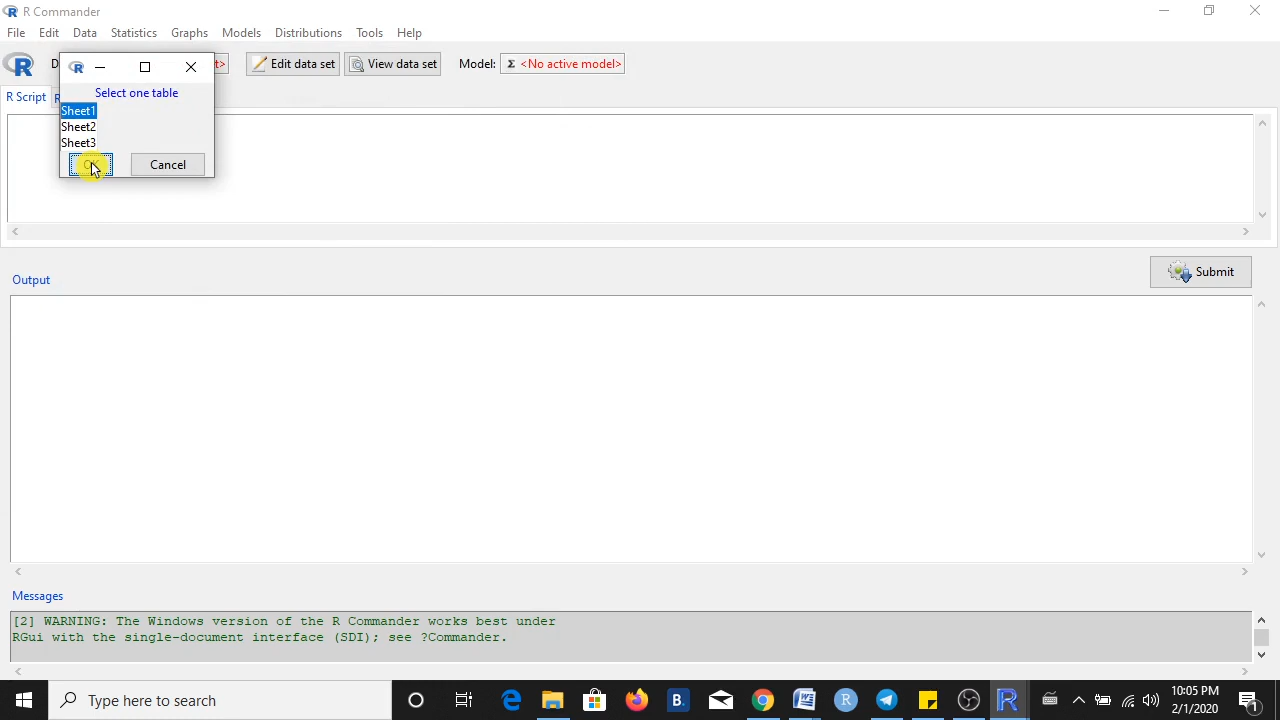 R Commander
File Edit Data Statistics Graphs Models Distributions Tools Help
D t> Edit data set View data set Model: Σ <No active model>
Select one table
R Script R
Sheet1
Sheet2
Sheet3
OK Cancel
Submit
Output
Messages
[2] WARNING: The Windows version of the R Commander works best under
RGui with the single-document interface (SDI); see ?Commander.
Type here to search
10:05 PM
2/1/2020